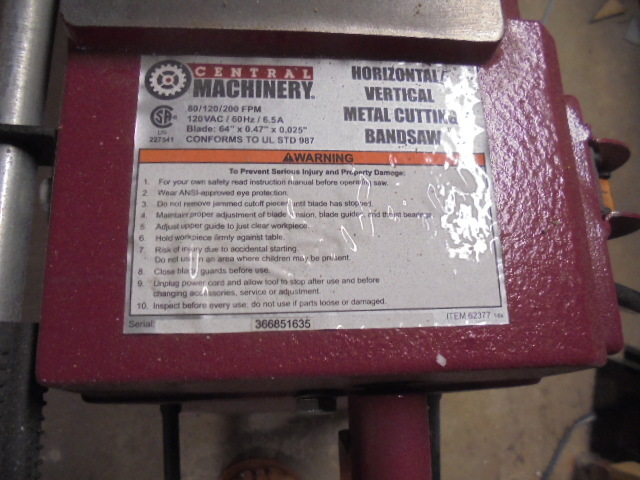 CENTRAL
MACHINERY®
HORIZONTAL/
VERTICAL
METAL CUTTING
BANDSAW
SA
US
227541
80/120/200 FPM
120VAC / 60Hz / 6.5A
Blade: 64" x 0.47" x 0.025"
CONFORMS TO UL STD 987
WARNING
To Prevent Serious Injury and Property Damage:
1. For your own safety read instruction manual before operating saw.
2. Wear ANSI-approved eye protection.
3. Do not remove jammed cutoff pieces until blade has stopped.
4. Maintain proper adjustment of blade tension, blade guides, and thrust bearings.
5. Adjust upper guide to just clear workpiece.
6. Hold workpiece firmly against table.
7. Risk of injury due to accidental starting.
Do not use in an area where children may be present.
8. Close blade guards before use.
9. Unplug power cord and allow tool to stop after use and before
changing accessories, service or adjustment.
10. Inspect before every use; do not use if parts loose or damaged.
Serial: 366851635
ITEM 62377